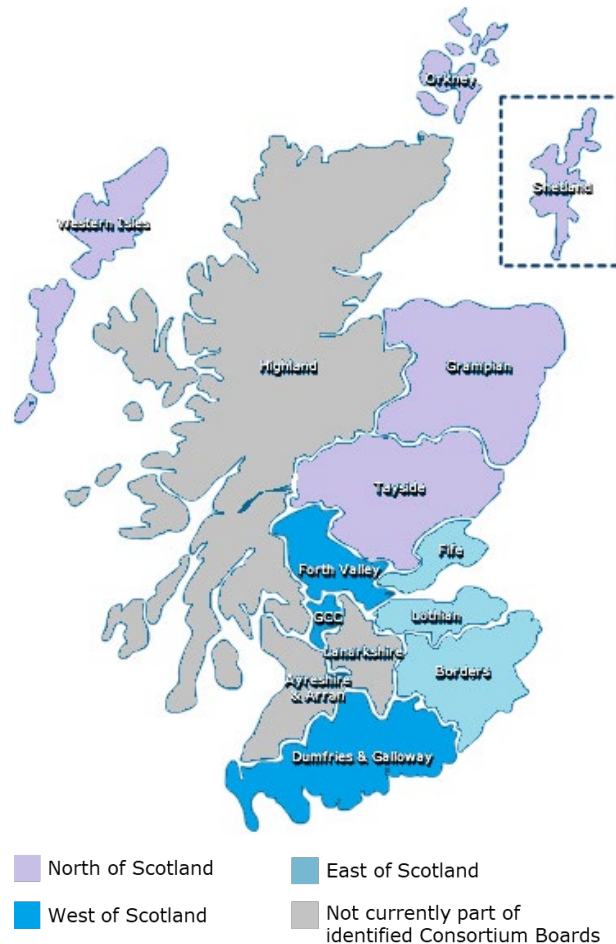 Orkney
Shetland
Western Isles
Highland
Grampian
Tayside
Fife
Forth Valley
GGC
Lothian
Lanarkshire
Borders
Ayreshire
& Arran
Dumfries & Galloway
North of Scotland
East of Scotland
West of Scotland
Not currently part of
identified Consortium Boards